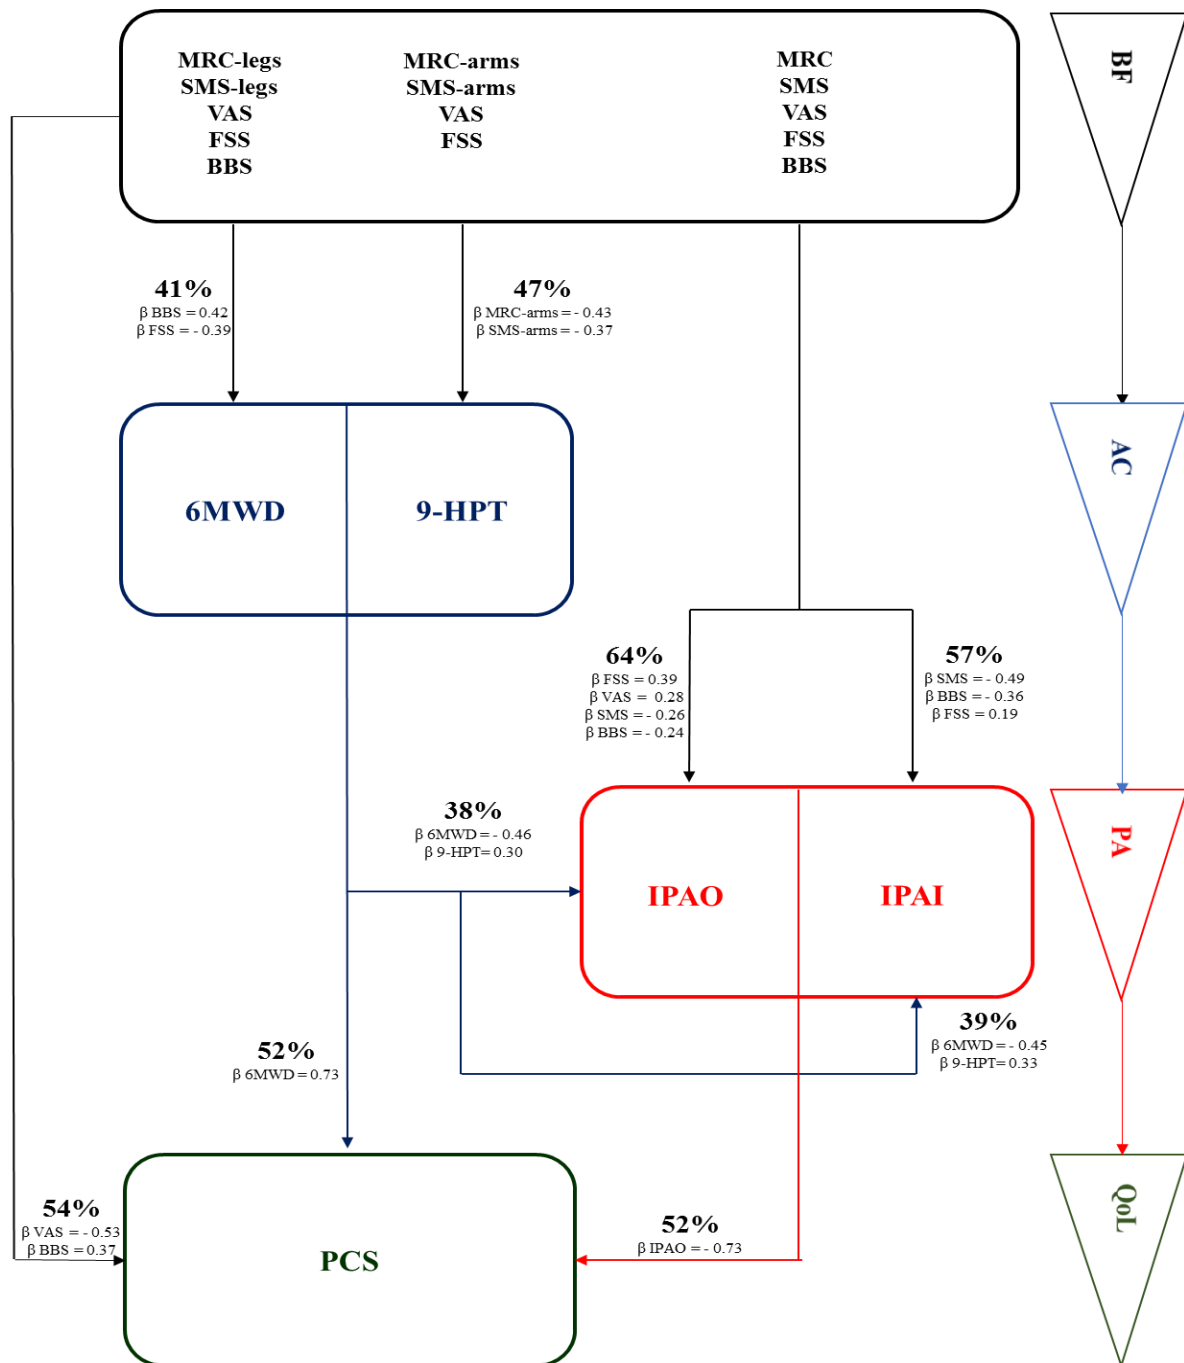 MRC-legs
SMS-legs
VAS
FSS
BBS
MRC-arms
SMS-arms
VAS
FSS
MRC
SMS
VAS
FSS
BBS
BF
41%
β BBS = 0.42
β FSS = - 0.39
47%
β MRC-arms = - 0.43
β SMS-arms = - 0.37
6MWD
9-HPT
AC
64%
β FSS = 0.39
β VAS = 0.28
β SMS = - 0.26
β BBS = - 0.24
57%
β SMS = - 0.49
β BBS = - 0.36
β FSS = 0.19
38%
β 6MWD = - 0.46
β 9-HPT= 0.30
IPAO
IPAI
PA
52%
β 6MWD = 0.73
39%
β 6MWD = - 0.45
β 9-HPT= 0.33
54%
β VAS = - 0.53
β BBS = 0.37
PCS
52%
β IPAO = - 0.73
QoL